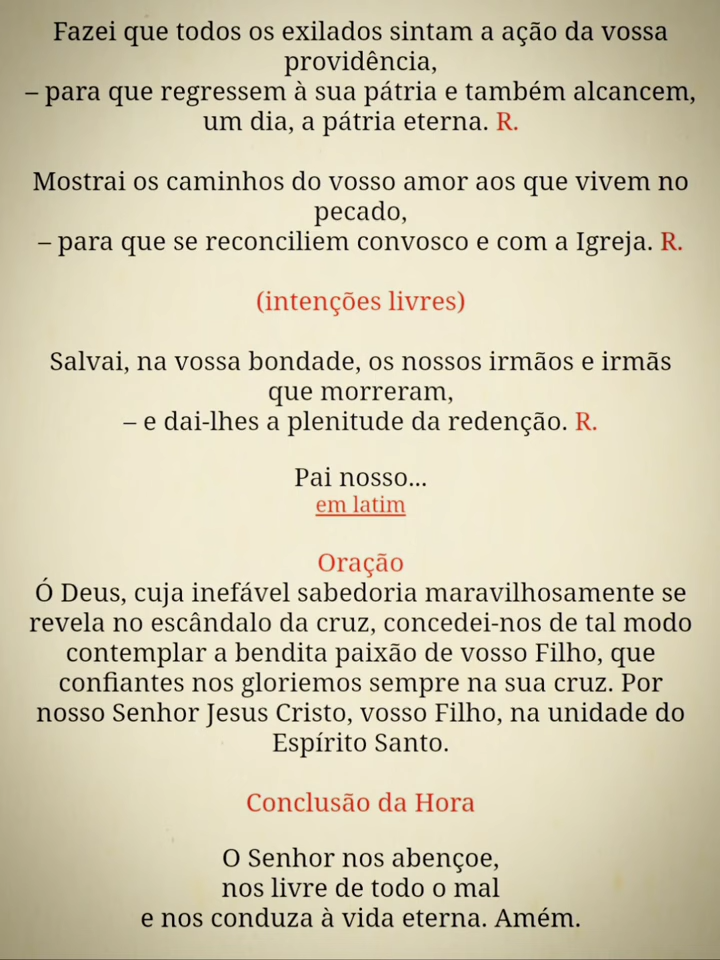 Fazei que todos os exilados sintam a ação da vossa
providência,
– para que regressem à sua pátria e também alcancem,
um dia, a pátria eterna. R.
Mostrai os caminhos do vosso amor aos que vivem no
pecado,
– para que se reconciliem convosco e com a Igreja. R.
(intenções livres)
Salvai, na vossa bondade, os nossos irmãos e irmãs
que morreram,
– e dai-lhes a plenitude da redenção. R.
Pai nosso...
em latim
Oração
Ó Deus, cuja inefável sabedoria maravilhosamente se
revela no escândalo da cruz, concedei-nos de tal modo
contemplar a bendita paixão de vosso Filho, que
confiantes nos gloriemos sempre na sua cruz. Por
nosso Senhor Jesus Cristo, vosso Filho, na unidade do
Espírito Santo.
Conclusão da Hora
O Senhor nos abençoe,
nos livre de todo o mal
e nos conduza à vida eterna. Amém.